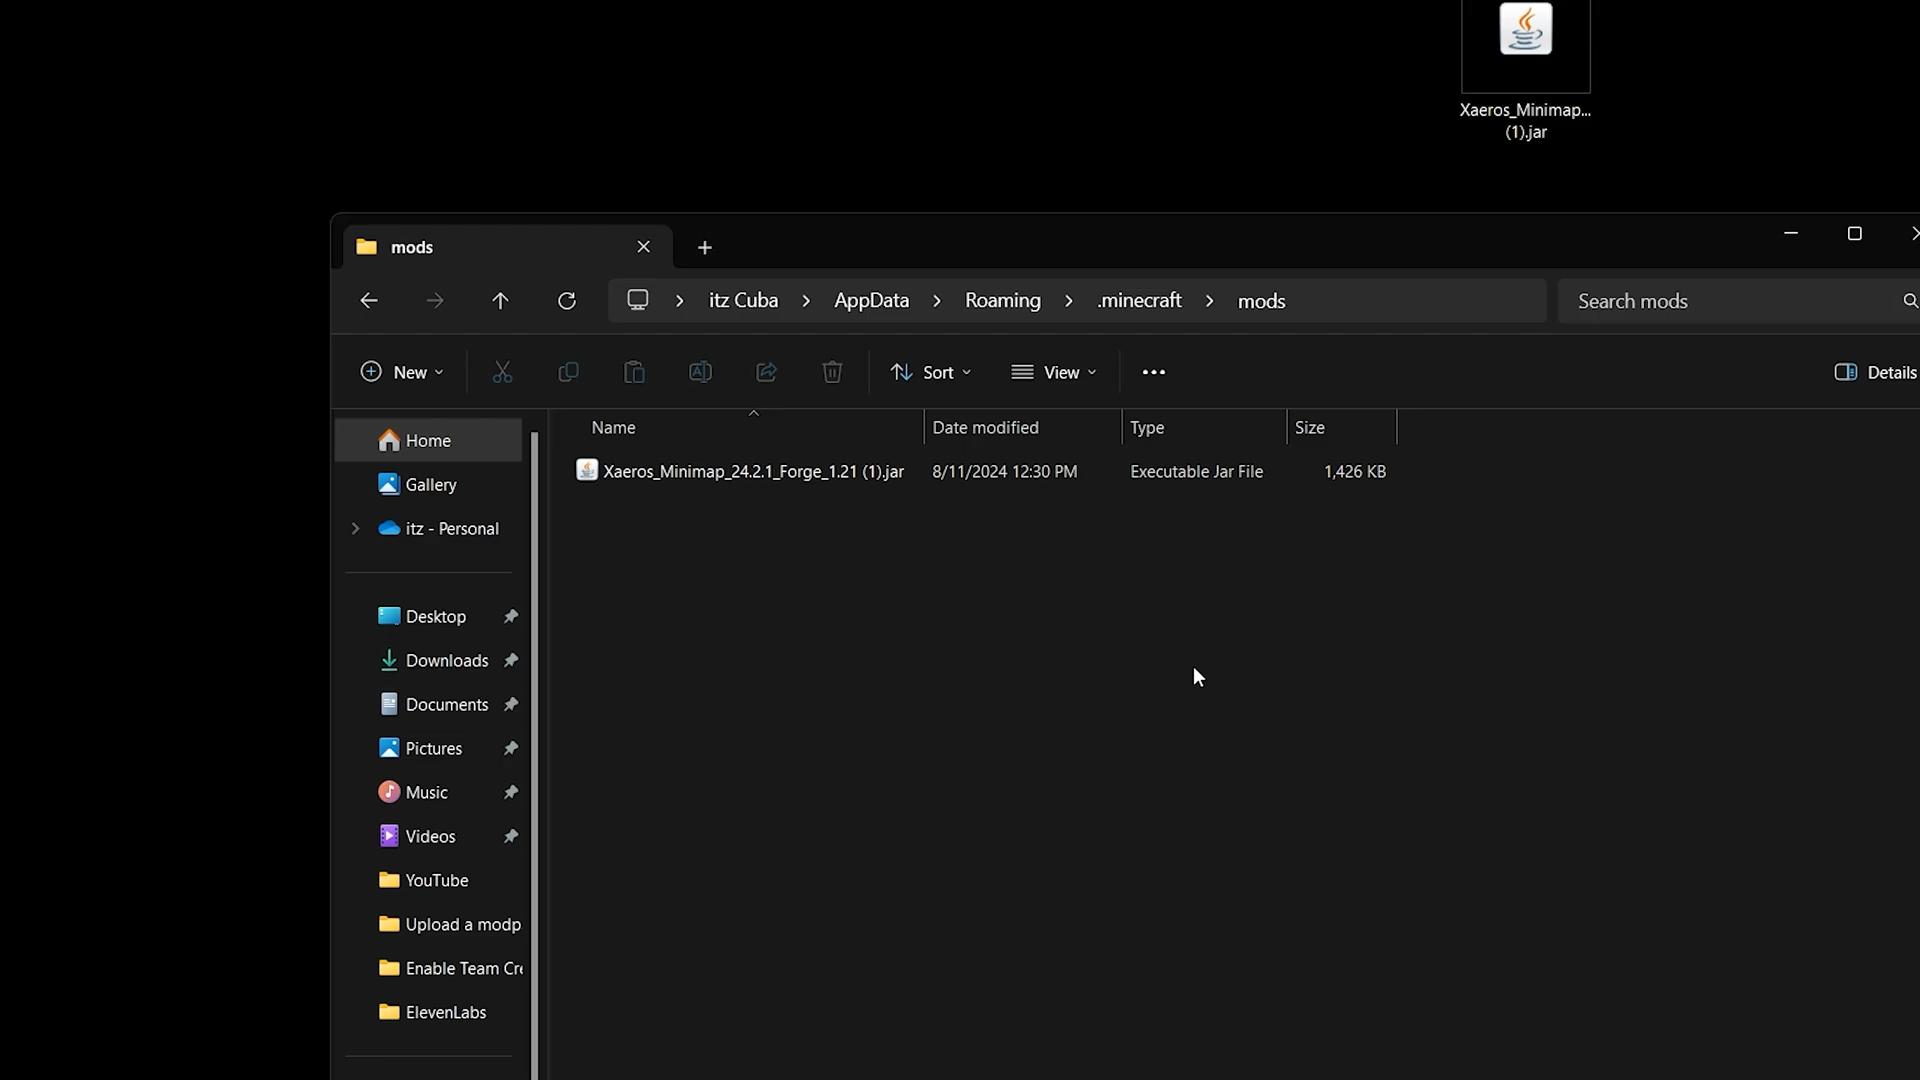 Xaeros_Minimap...
(1).jar
mods
itz Cuba > AppData > Roaming > .minecraft > mods
Search mods
New
Sort
View
Details
Name
Date modified
Type
Size
Xaeros_Minimap_24.2.1_Forge_1.21 (1).jar
8/11/2024 12:30 PM
Executable Jar File
1,426 KB
Home
Gallery
itz - Personal
Desktop
Downloads
Documents
Pictures
Music
Videos
YouTube
Upload a modp
Enable Team Cre
ElevenLabs